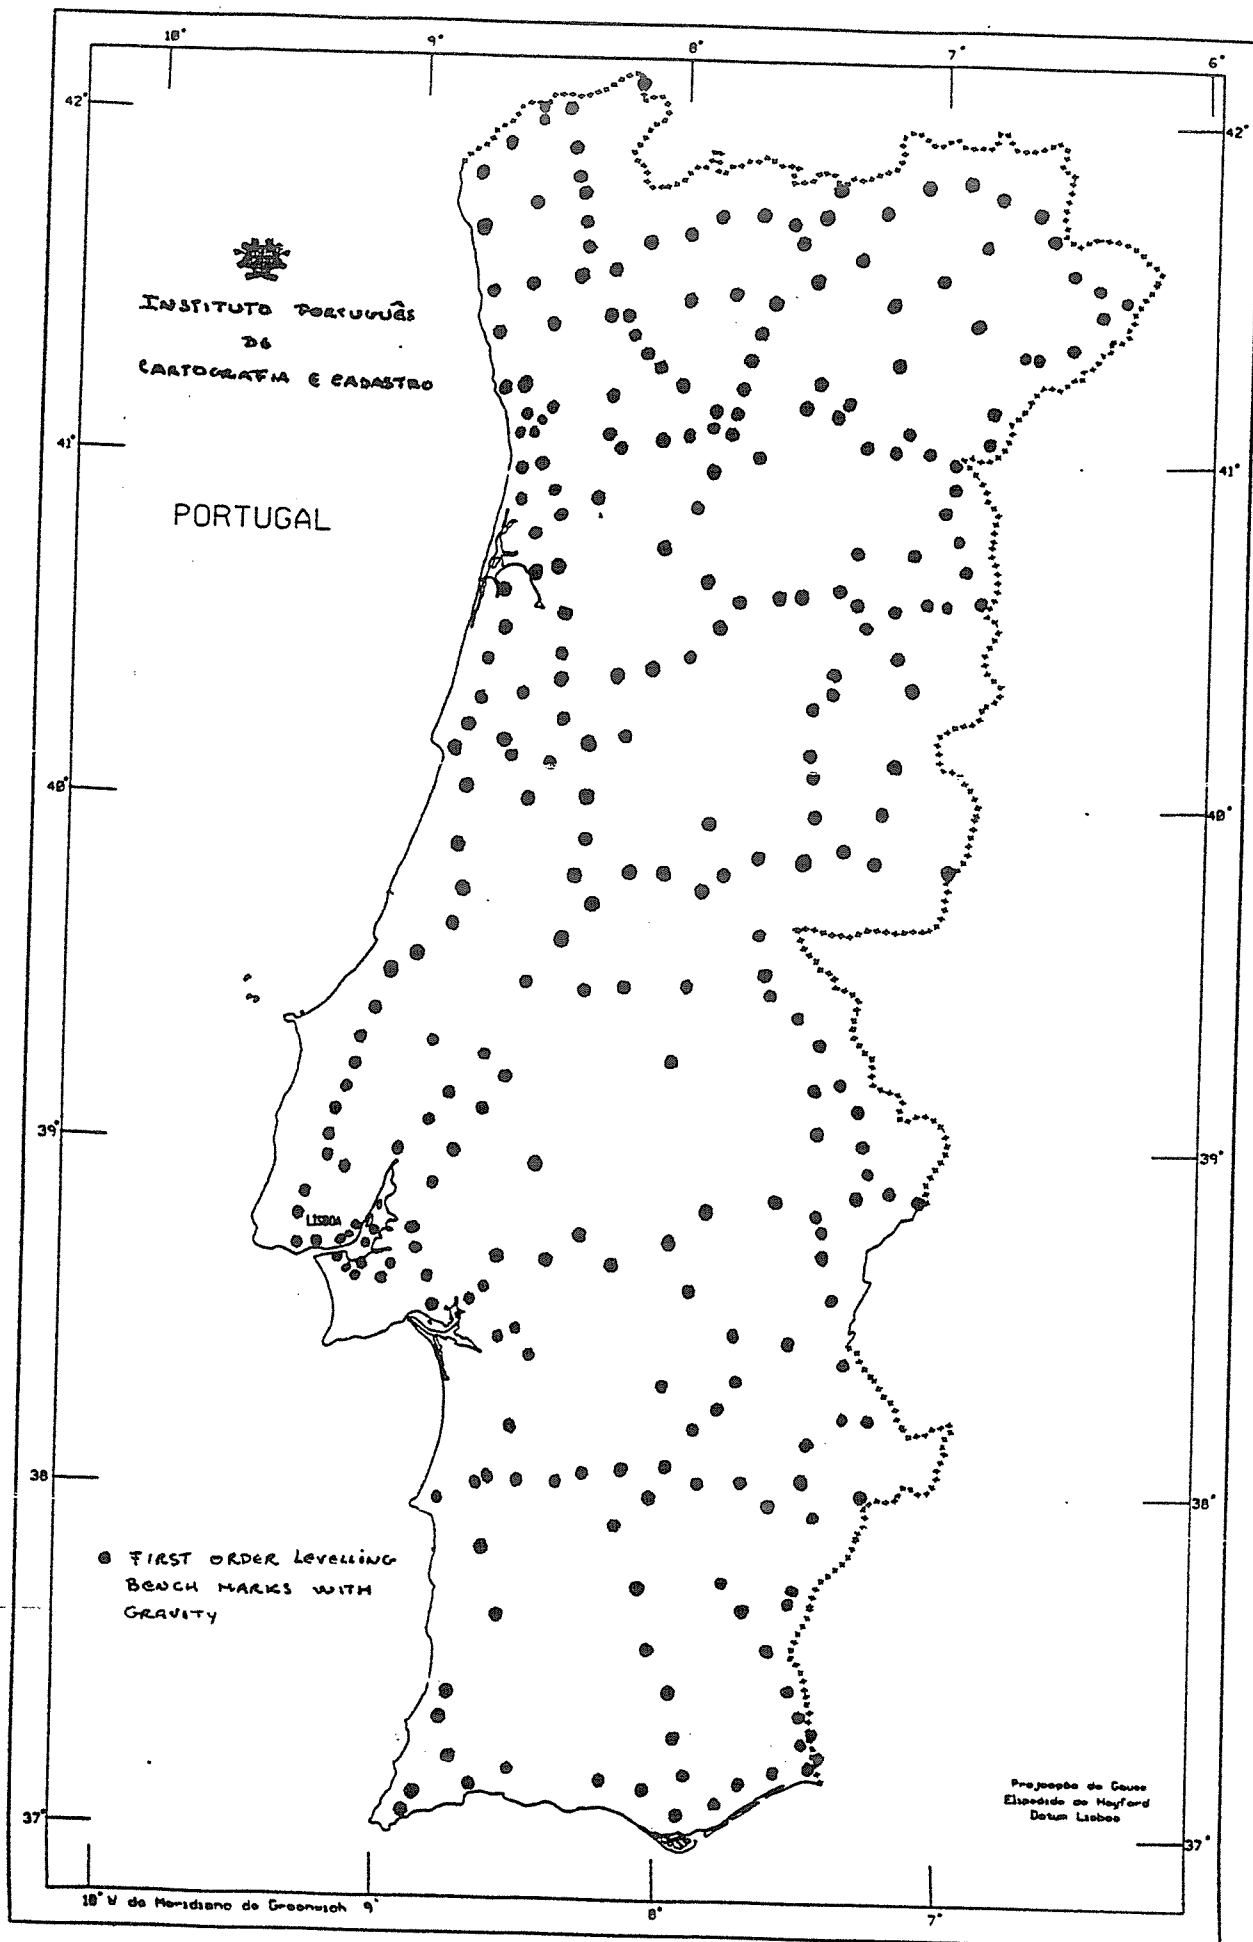 10° 9° 8° 7° 6°
42° 42°
INSTITUTO PORTUGUÊS
DE
CARTOGRAFIA E CADASTRO
41° 41°
PORTUGAL
40° 40°
39° 39°
LISBOA
38 38°
FIRST ORDER LEVELLING
BENCH MARKS WITH
GRAVITY
Projecção de Gauss
Elipsóide de Hayford
Datum Lisboa
37° 37°
10° W do Meridiano de Greenwich 9° 8° 7°